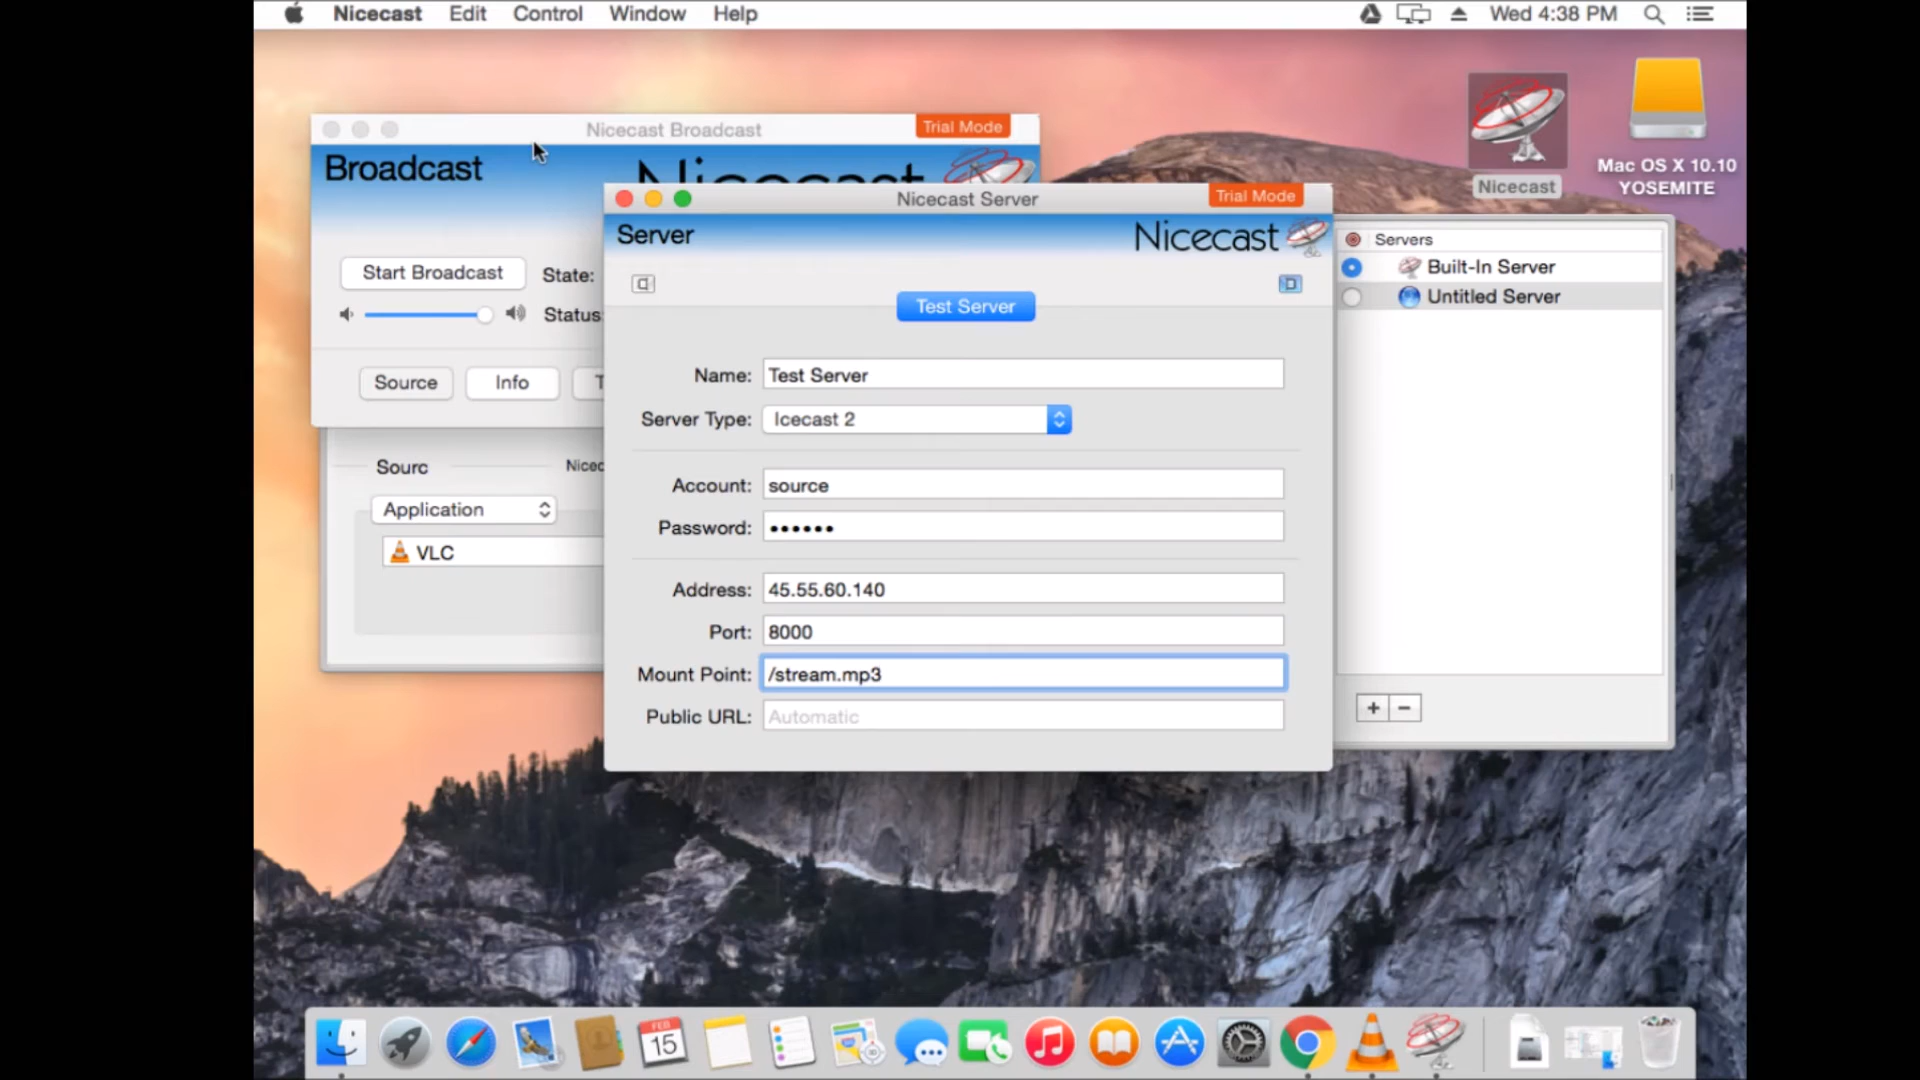 Nicecast Edit Control Window Help Wed 4:38 PM
Nicecast Broadcast Trial Mode
Broadcast
Nicecast
Nicecast
Mac OS X 10.10
YOSEMITE
Nicecast Server Trial Mode
Server Nicecast
Start Broadcast State:
Status:
Source Info T
Sourc Nicec
Application
VLC
Test Server
Name: Test Server
Server Type: Icecast 2
Account: source
Password: ••••••
Address: 45.55.60.140
Port: 8000
Mount Point: /stream.mp3
Public URL: Automatic
Servers
Built-In Server
Untitled Server
+ −
FEB
15